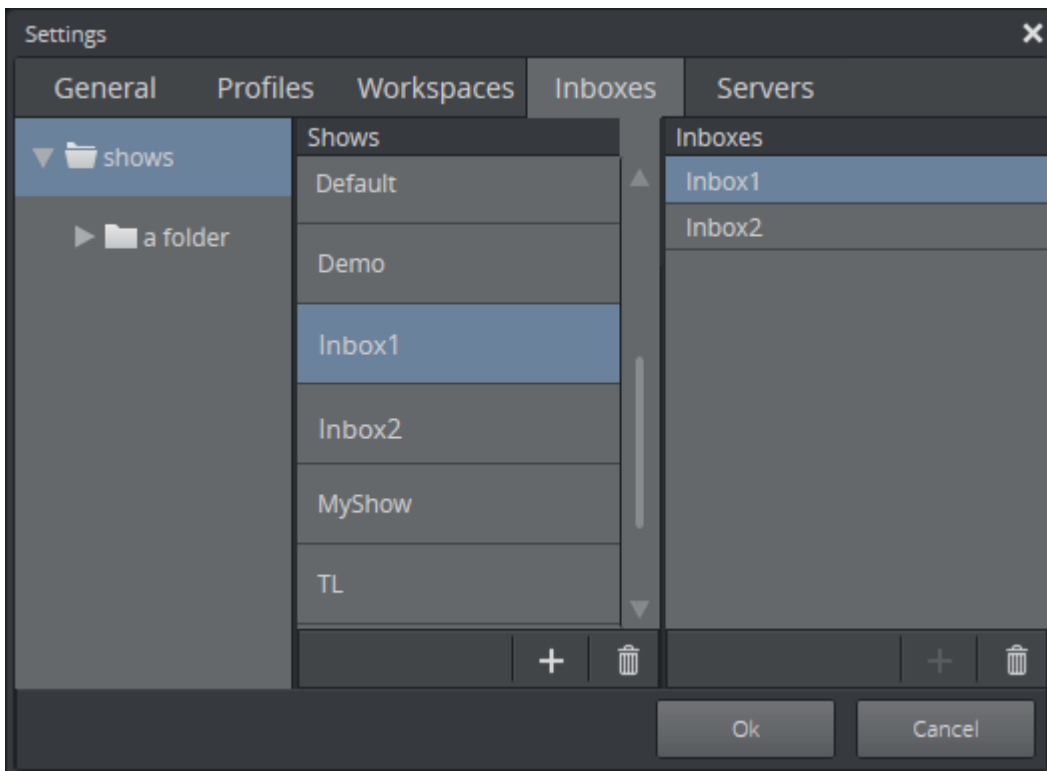 Settings
General Profiles Workspaces Inboxes Servers
shows
a folder
Shows
Default
Demo
Inbox1
Inbox2
MyShow
TL
Inboxes
Inbox1
Inbox2
Ok Cancel